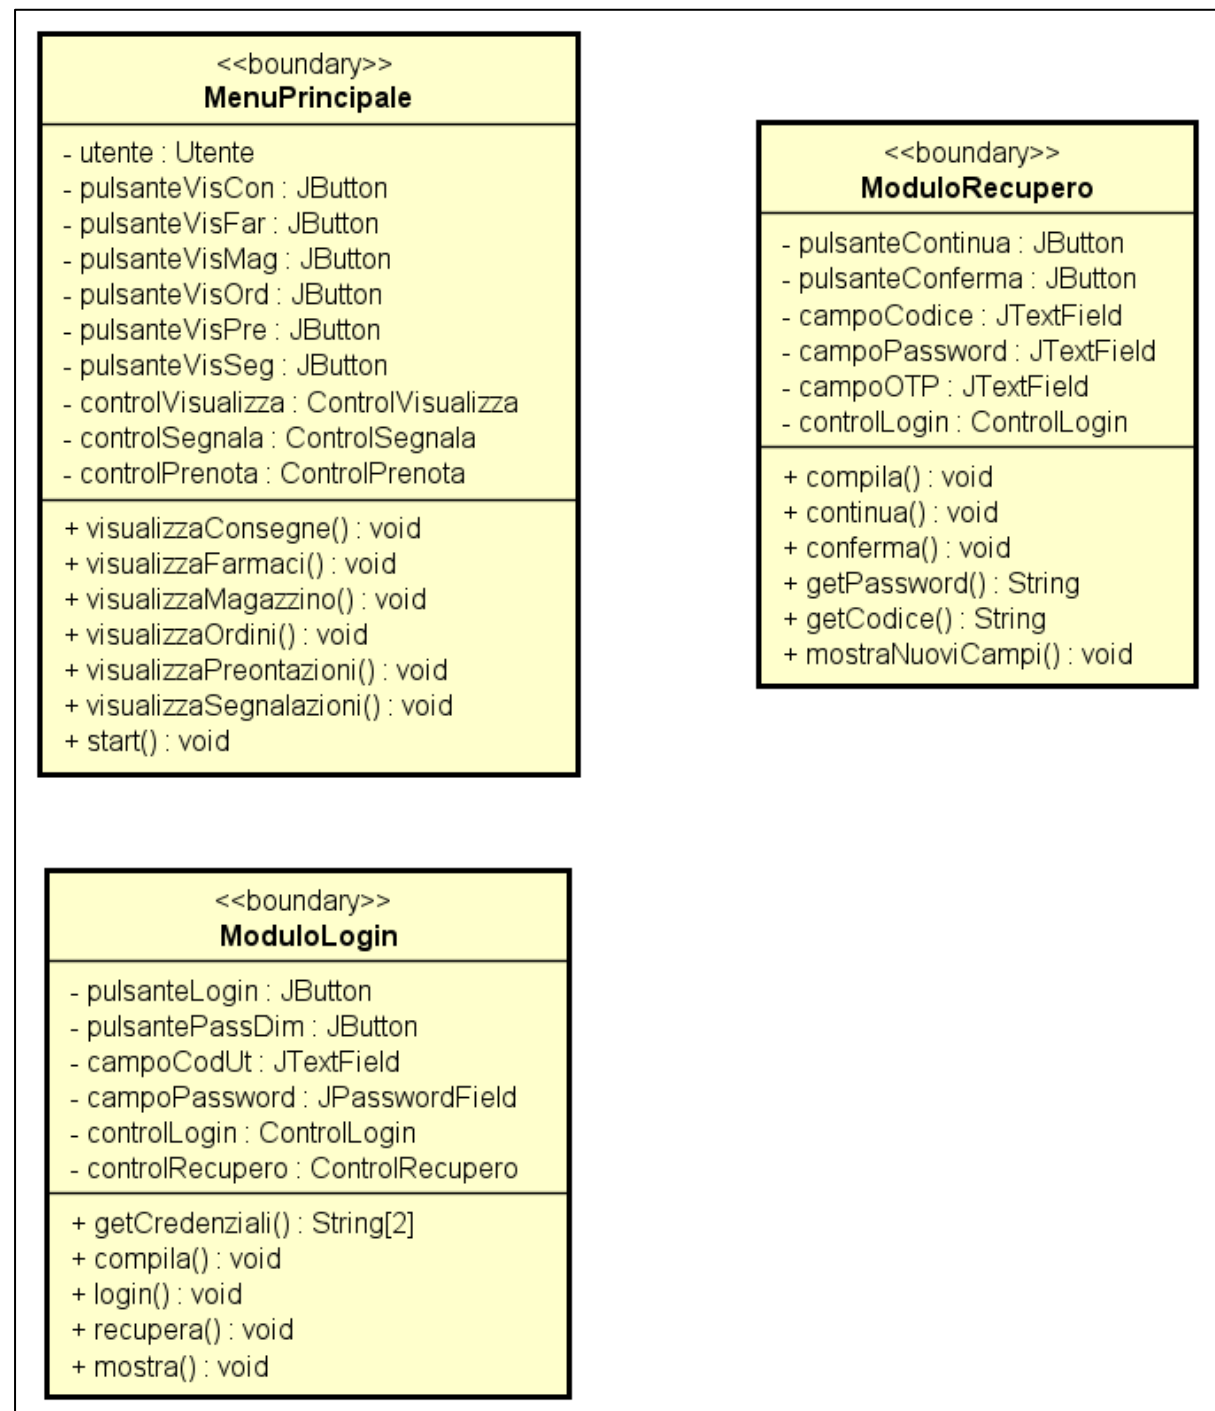 <<boundary>>
MenuPrincipale
- utente : Utente
- pulsanteVisCon : JButton
- pulsanteVisFar : JButton
- pulsanteVisMag : JButton
- pulsanteVisOrd : JButton
- pulsanteVisPre : JButton
- pulsanteVisSeg : JButton
- controlVisualizza : ControlVisualizza
- controlSegnala : ControlSegnala
- controlPrenota : ControlPrenota
+ visualizzaConsegne() : void
+ visualizzaFarmaci() : void
+ visualizzaMagazzino() : void
+ visualizzaOrdini() : void
+ visualizzaPreontazioni() : void
+ visualizzaSegnalazioni() : void
+ start() : void
<<boundary>>
ModuloRecupero
- pulsanteContinua : JButton
- pulsanteConferma : JButton
- campoCodice : JTextField
- campoPassword : JTextField
- campoOTP : JTextField
- controlLogin : ControlLogin
+ compila() : void
+ continua() : void
+ conferma() : void
+ getPassword() : String
+ getCodice() : String
+ mostraNuoviCampi() : void
<<boundary>>
ModuloLogin
- pulsanteLogin : JButton
- pulsantePassDim : JButton
- campoCodUt : JTextField
- campoPassword : JPasswordField
- controlLogin : ControlLogin
- controlRecupero : ControlRecupero
+ getCredenziali() : String[2]
+ compila() : void
+ login() : void
+ recupera() : void
+ mostra() : void